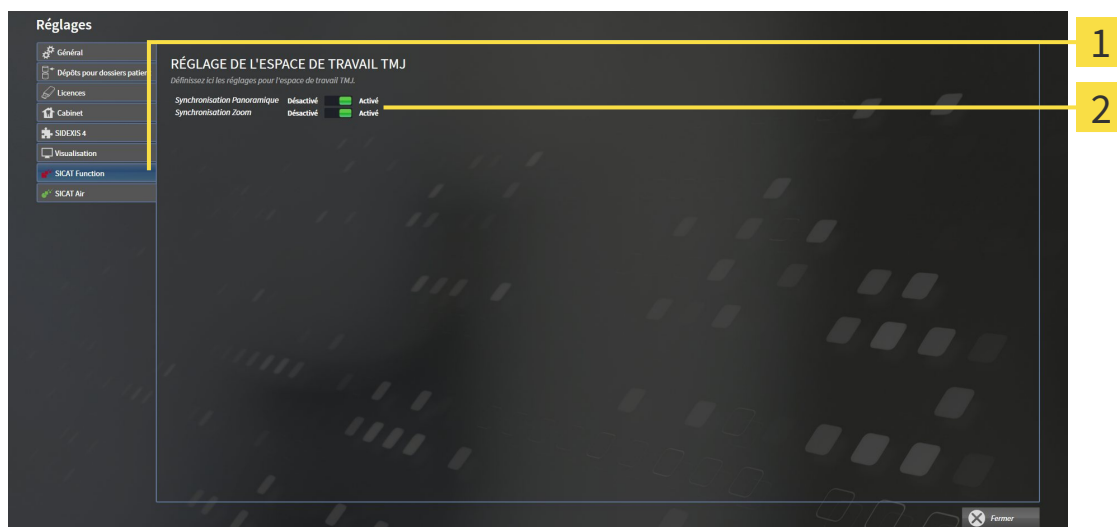 Réglages
Général
Dépôts pour dossiers patien
Licences
Cabinet
SIDEXIS 4
Visualisation
SICAT Function
SICAT Air
RÉGLAGE DE L'ESPACE DE TRAVAIL TMJ
Définissez ici les réglages pour l'espace de travail TMJ.
Synchronisation Panoramique Désactivé Activé
Synchronisation Zoom Désactivé Activé
Fermer
1
2